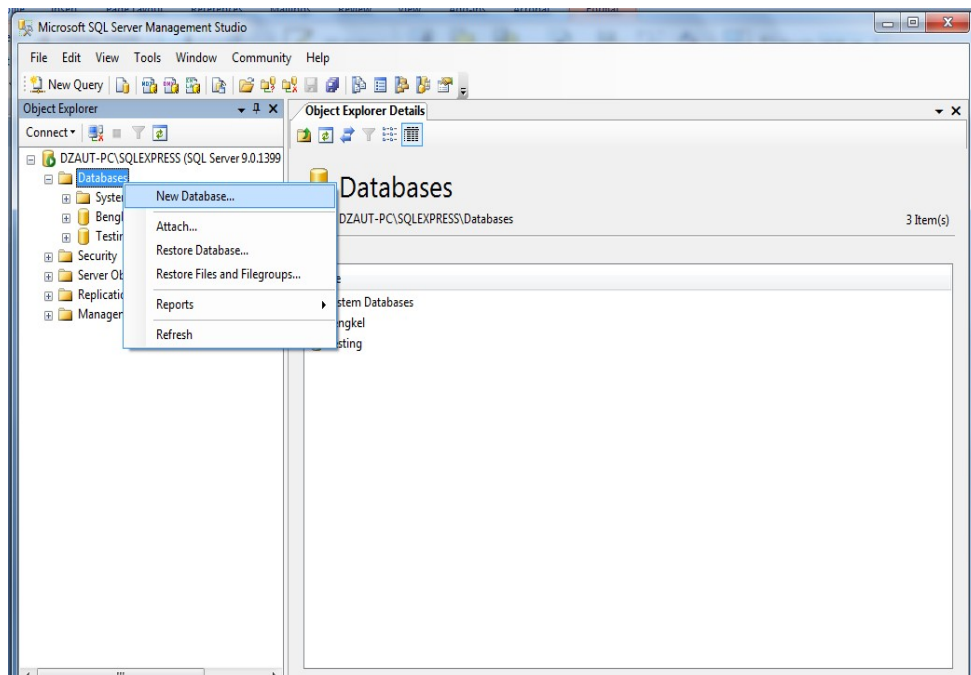 Microsoft SQL Server Management Studio
File Edit View Tools Window Community Help
New Query
Object Explorer
Connect
DZAUT-PC\SQLEXPRESS (SQL Server 9.0.1399
Databases
Security
New Database...
Attach...
Restore Database...
Restore Files and Filegroups...
Reports
Refresh
Object Explorer Details
Databases
DZAUT-PC\SQLEXPRESS\Databases
3 Item(s)
stem Databases
ngkel
sting